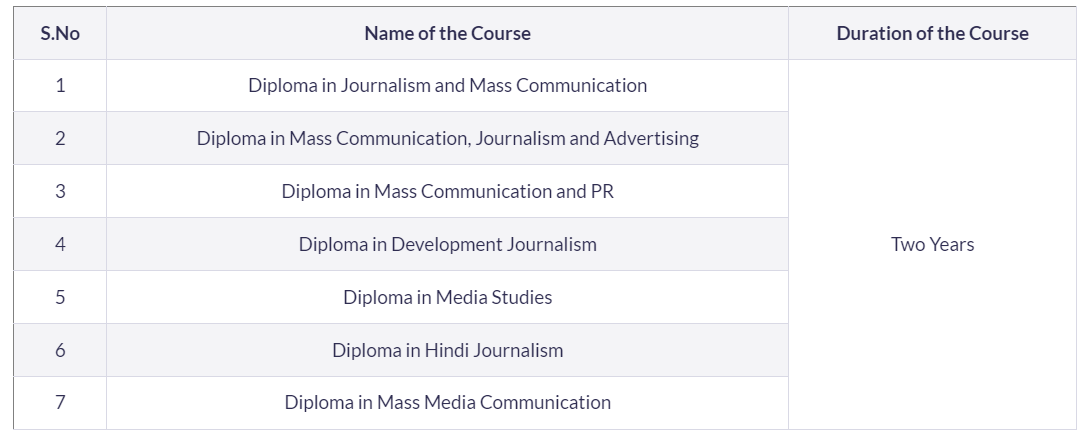 S.No Name of the Course Duration of the Course
1 Diploma in Journalism and Mass Communication
2 Diploma in Mass Communication, Journalism and Advertising
3 Diploma in Mass Communication and PR
4 Diploma in Development Journalism Two Years
5 Diploma in Media Studies
6 Diploma in Hindi Journalism
7 Diploma in Mass Media Communication